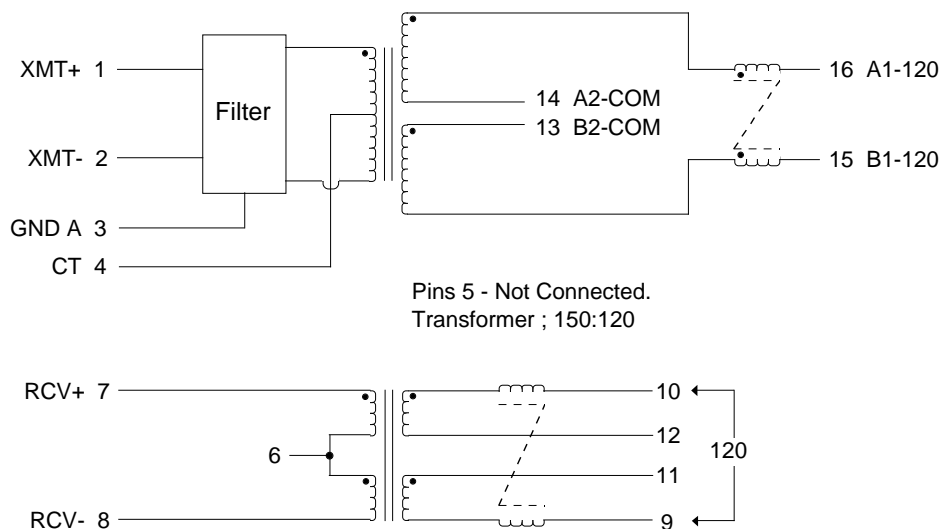 XMT+ 1
Filter
XMT- 2
GND A 3
CT 4
14 A2-COM
13 B2-COM
16 A1-120
15 B1-120
Pins 5 - Not Connected.
Transformer ; 150:120
RCV+ 7
6
RCV- 8
10
12
11
9
120